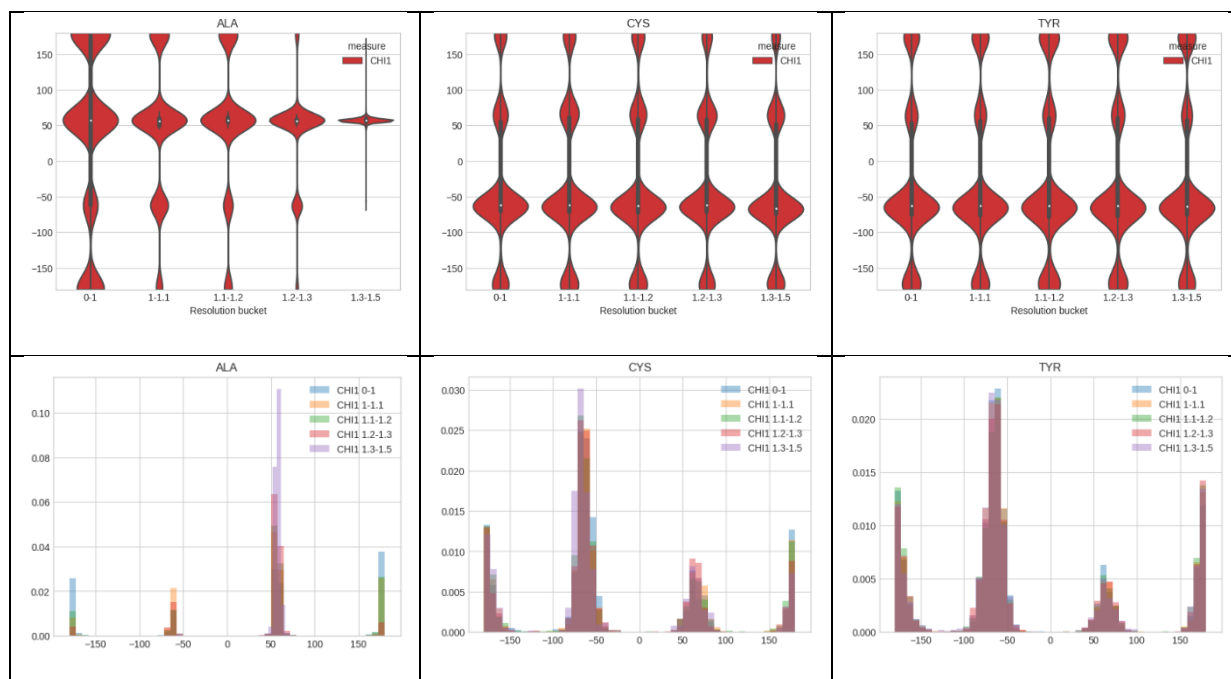 ALA
150
100
50
0
−50
−100
−150
measure
CHI1
0-1
1-1.1
1.1-1.2
1.2-1.3
1.3-1.5
Resolution bucket
CYS
150
100
50
0
−50
−100
−150
measure
CHI1
0-1
1-1.1
1.1-1.2
1.2-1.3
1.3-1.5
Resolution bucket
TYR
150
100
50
0
−50
−100
−150
measure
CHI1
0-1
1-1.1
1.1-1.2
1.2-1.3
1.3-1.5
Resolution bucket
ALA
0.10
0.08
0.06
0.04
0.02
0.00
CHI1 0-1
CHI1 1-1.1
CHI1 1.1-1.2
CHI1 1.2-1.3
CHI1 1.3-1.5
−150
−100
−50
0
50
100
150
CYS
0.030
0.025
0.020
0.015
0.010
0.005
0.000
CHI1 0-1
CHI1 1-1.1
CHI1 1.1-1.2
CHI1 1.2-1.3
CHI1 1.3-1.5
−150
−100
−50
0
50
100
150
TYR
0.020
0.015
0.010
0.005
0.000
CHI1 0-1
CHI1 1-1.1
CHI1 1.1-1.2
CHI1 1.2-1.3
CHI1 1.3-1.5
−150
−100
−50
0
50
100
150